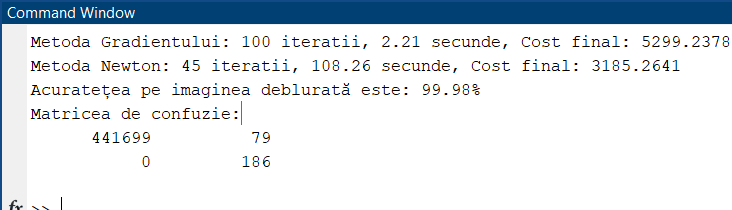 Command Window
Metoda Gradientului: 100 iteratii, 2.21 secunde, Cost final: 5299.2378
Metoda Newton: 45 iteratii, 108.26 secunde, Cost final: 3185.2641
Acuratețea pe imaginea deblurată este: 99.98%
Matricea de confuzie:
441699 79
0 186
fx >>